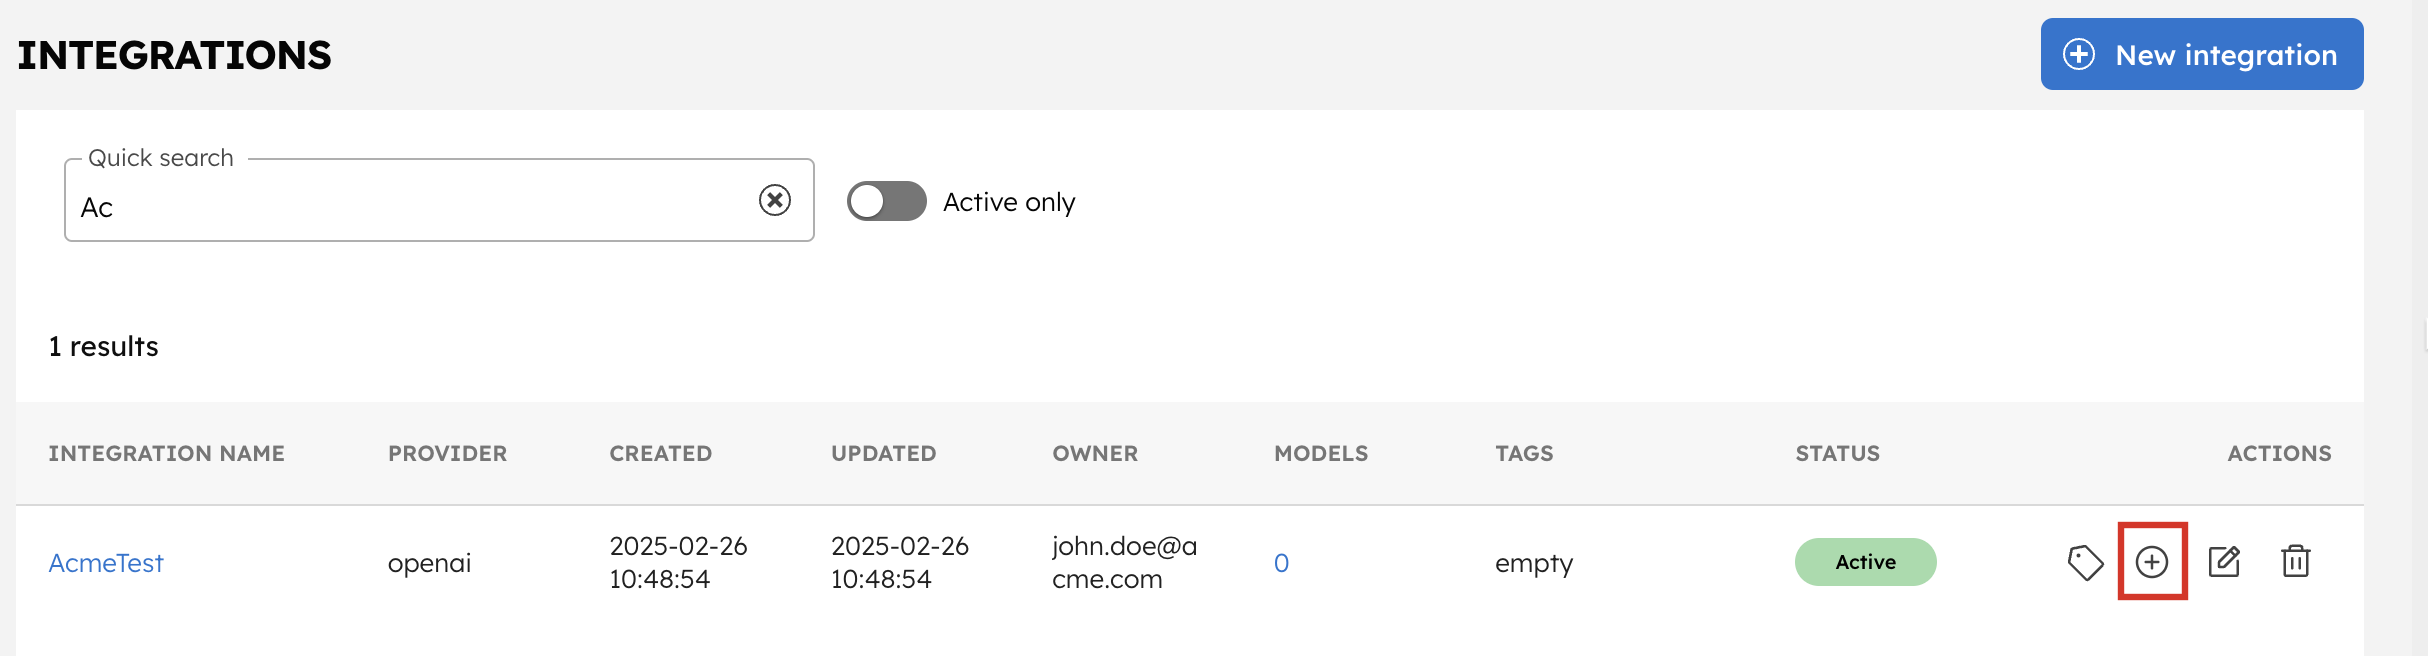 INTEGRATIONS
New integration
Quick search
Ac
Active only
1 results
INTEGRATION NAME PROVIDER CREATED UPDATED OWNER MODELS TAGS STATUS ACTIONS
AcmeTest openai 2025-02-26 10:48:54 2025-02-26 10:48:54 john.doe@acme.com 0 empty Active